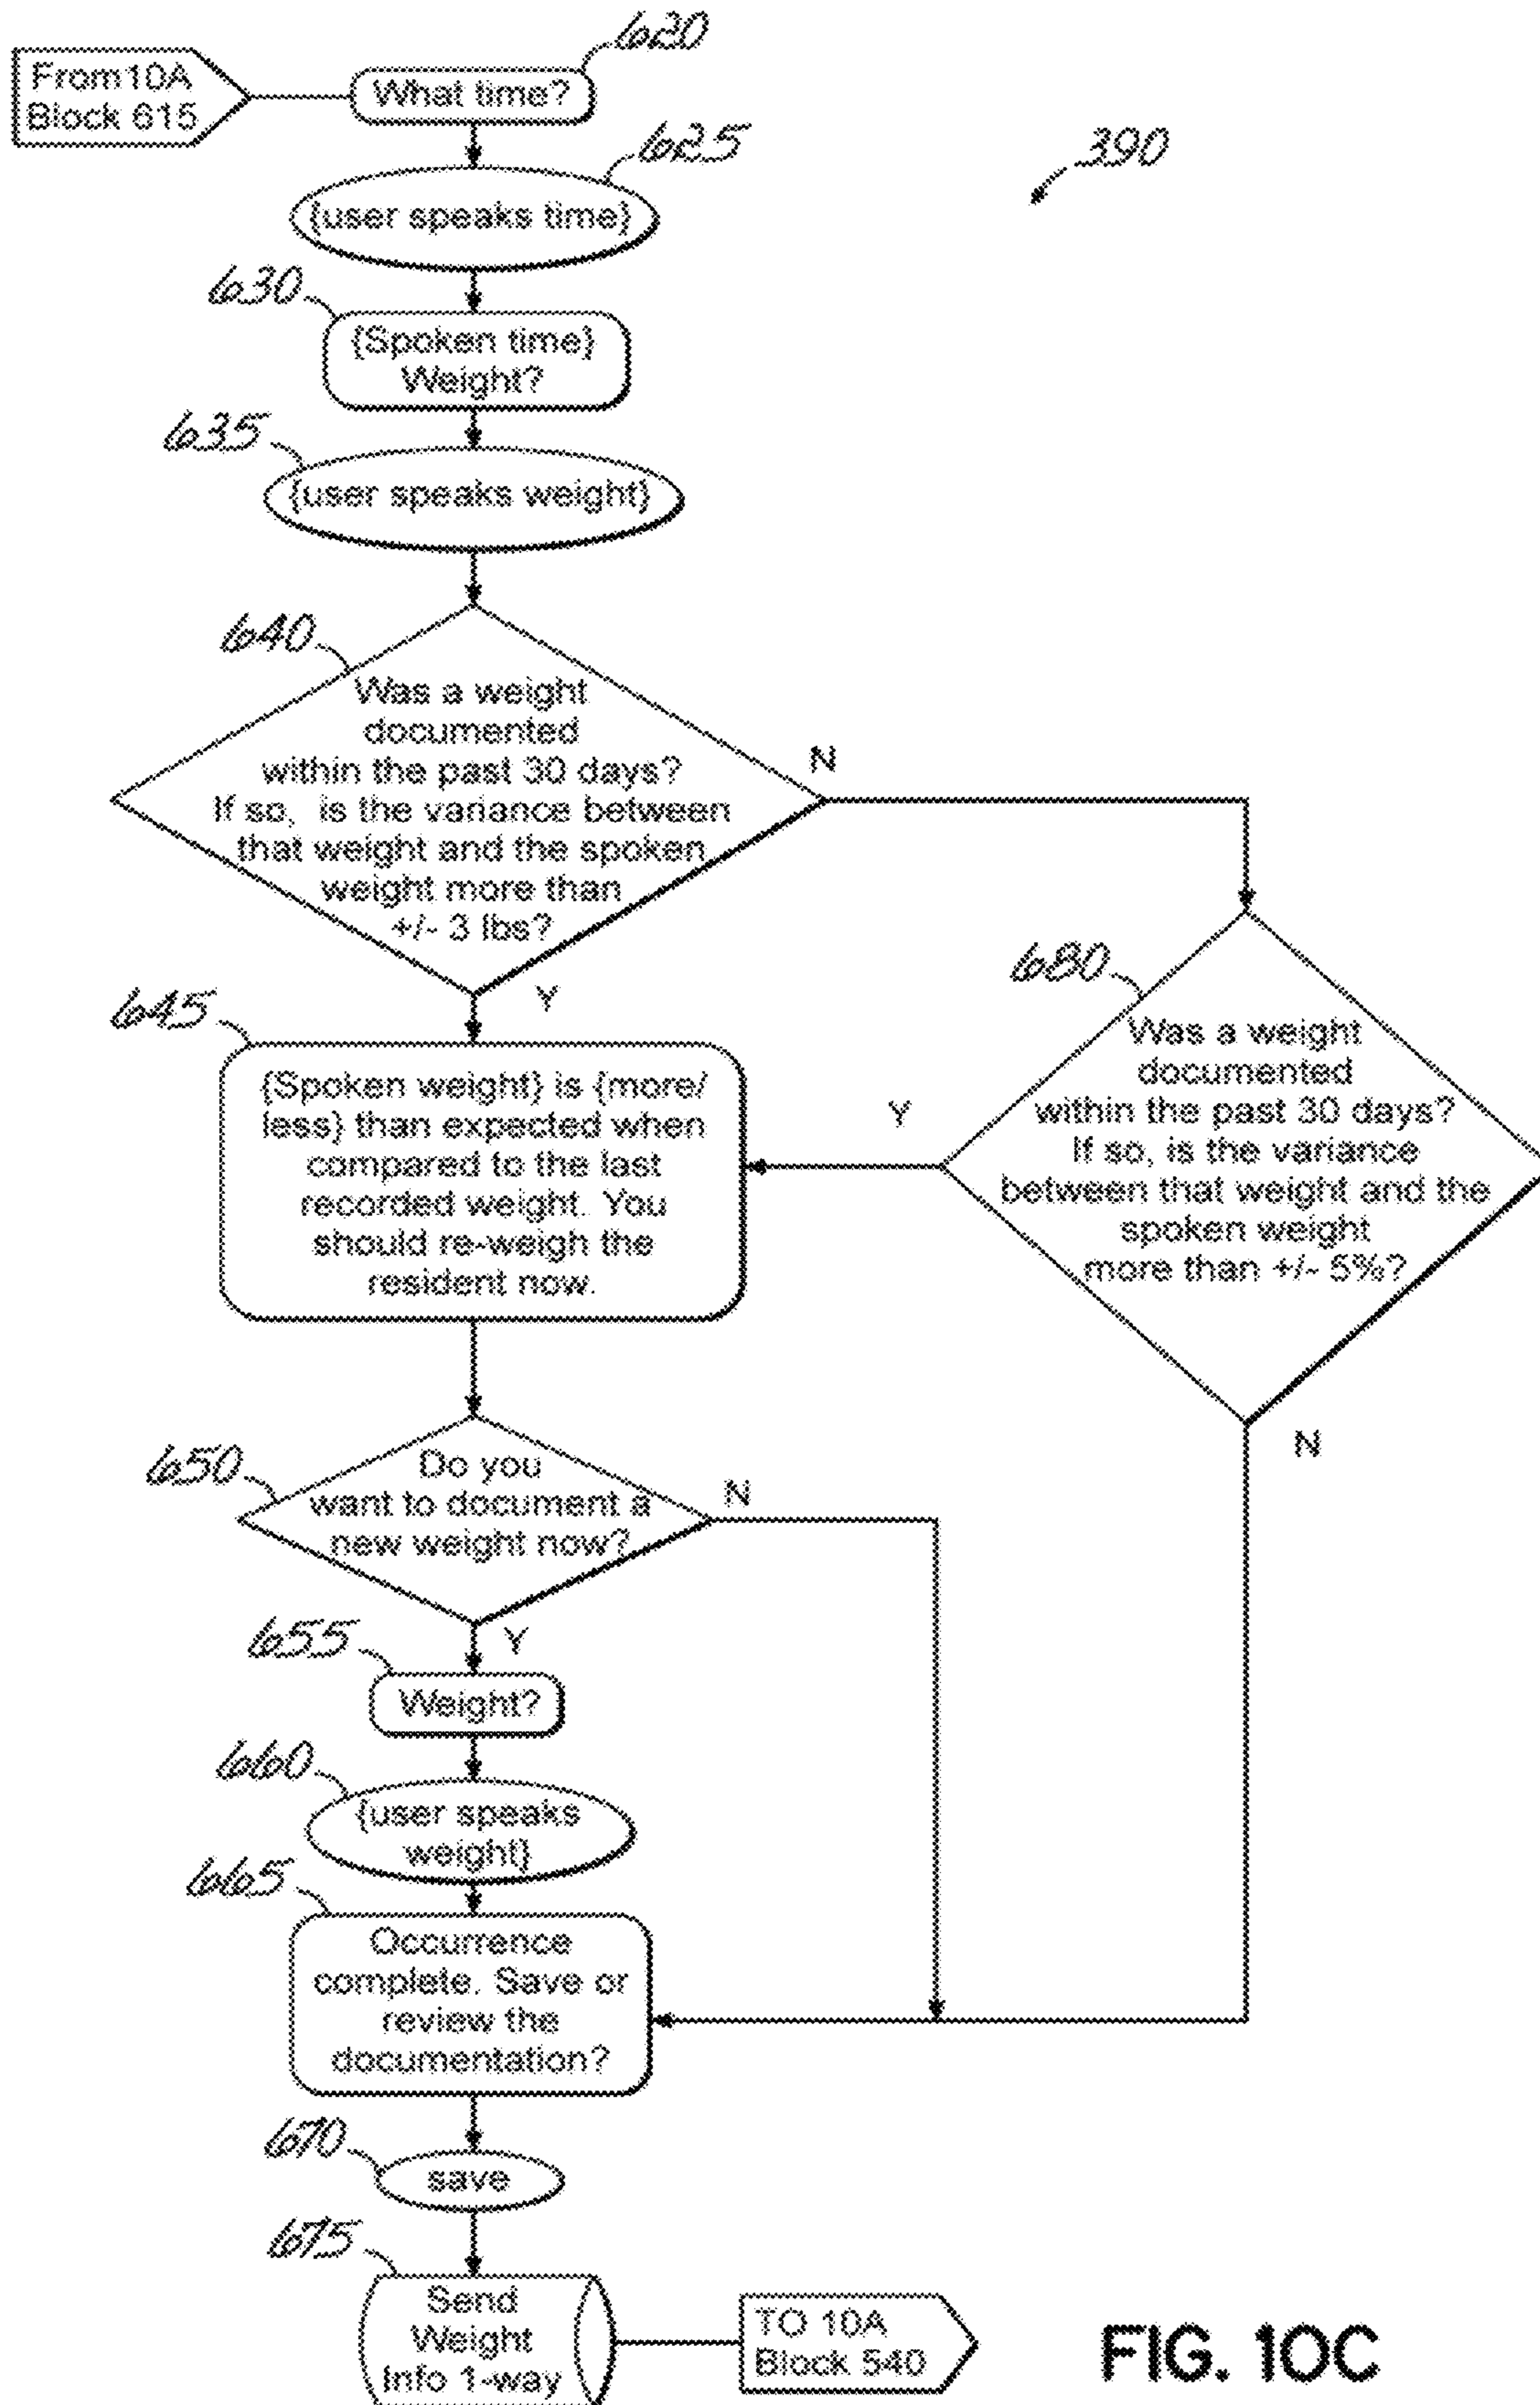 620
From 10A
Block 615
What time?
625
390
{user speaks time}
630
{Spoken time}
Weight?
635
{user speaks weight}
640
Was a weight
documented
within the past 30 days?
If so, is the variance between
that weight and the spoken
weight more than
+/- 3 lbs?
N
Y
680
Was a weight
documented
within the past 30 days?
If so, is the variance
between that weight and the
spoken weight
more than +/- 5%?
Y
N
645
{Spoken weight} is {more/
less} than expected when
compared to the last
recorded weight. You
should re-weigh the
resident now.
650
Do you
want to document a
new weight now?
N
Y
655
Weight?
660
{user speaks
weight}
665
Occurrence
complete. Save or
review the
documentation?
670
save
675
Send
Weight
Info 1-way
TO 10A
Block 540
FIG. 10C